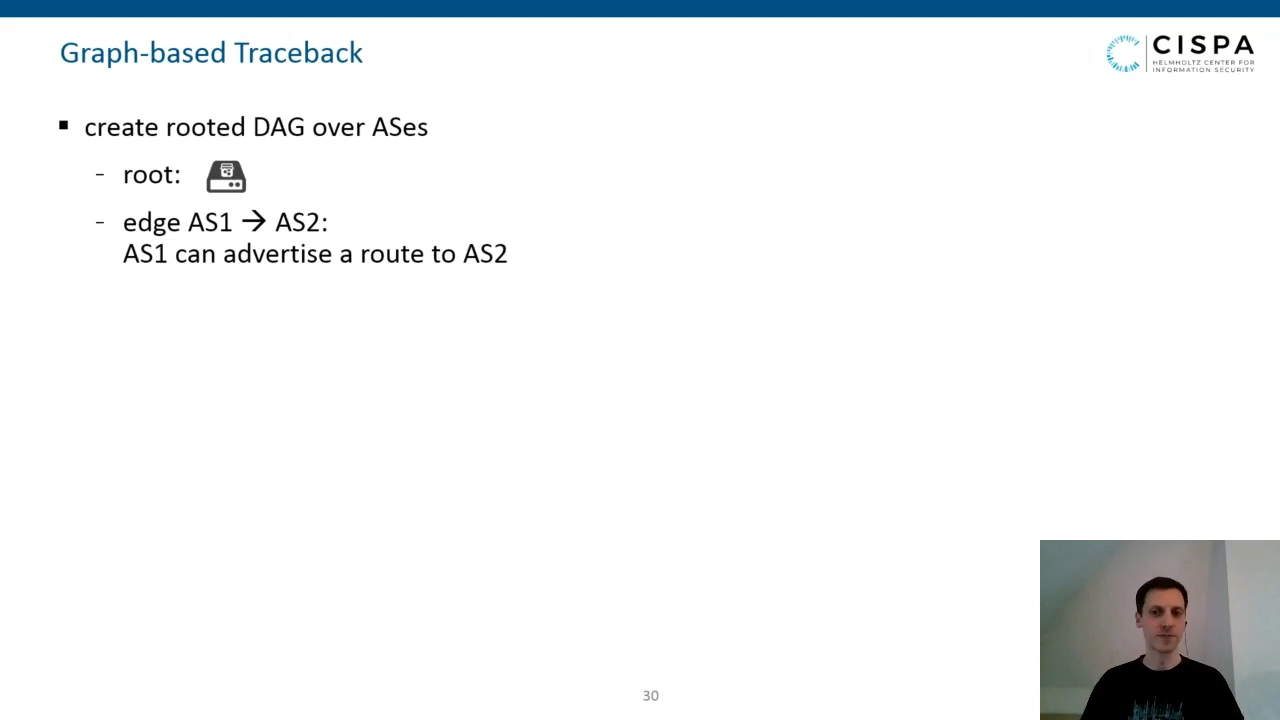 Graph-based Traceback
CISPA
HELMHOLTZ CENTER FOR
INFORMATION SECURITY
▪ create rooted DAG over ASes
- root:
- edge AS1 → AS2:
AS1 can advertise a route to AS2
30